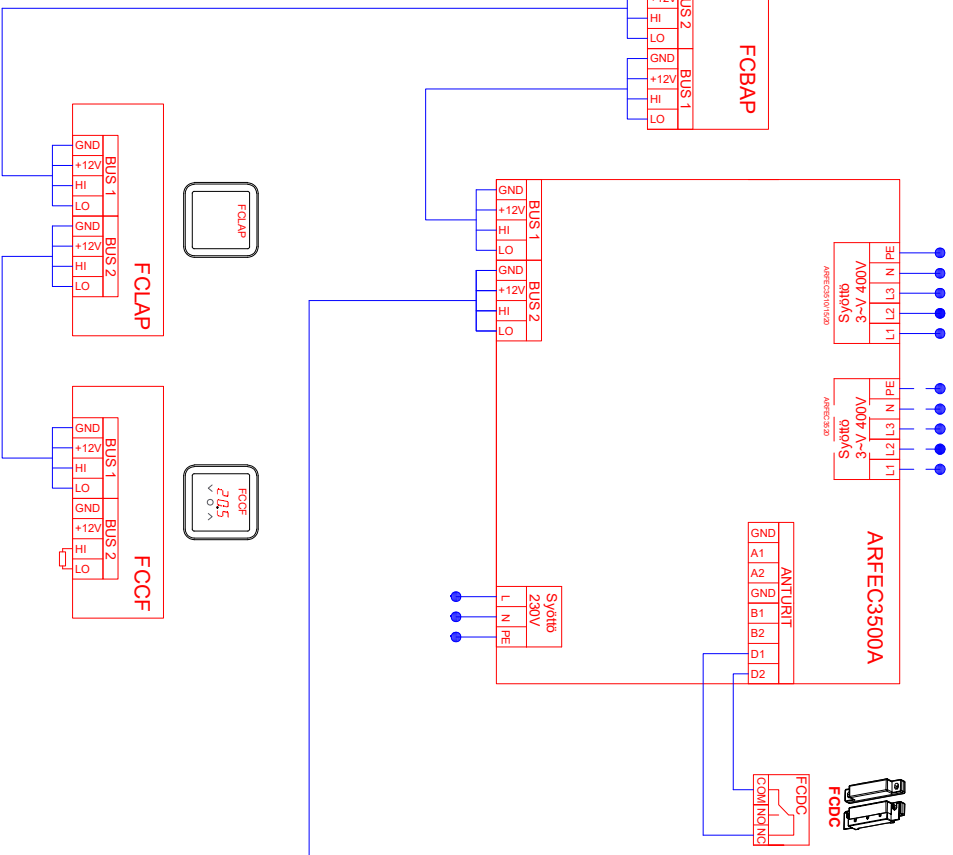 +12V
HI
LO
BUS 2
GND
+12V
HI
LO
BUS 1
FCBAP
GND
+12V
HI
LO
BUS 1
GND
+12V
HI
LO
BUS 2
FCLAP
FCLAP
GND
+12V
HI
LO
BUS 1
GND
+12V
HI
LO
BUS 2
FCCF
FCCF
20.5
GND
+12V
HI
LO
BUS 1
GND
+12V
HI
LO
BUS 2
PE
N
L3
L2
L1
3~V 400V
Syöttö
ARFEC3510/15/20
PE
N
L3
L2
L1
3~V 400V
Syöttö
ARFEC3520
ARFEC3500A
GND
A1
A2
GND
B1
B2
D1
D2
ANTURIT
L
N
PE
Syöttö
230V
FCDC
COM
NO
NC
FCDC